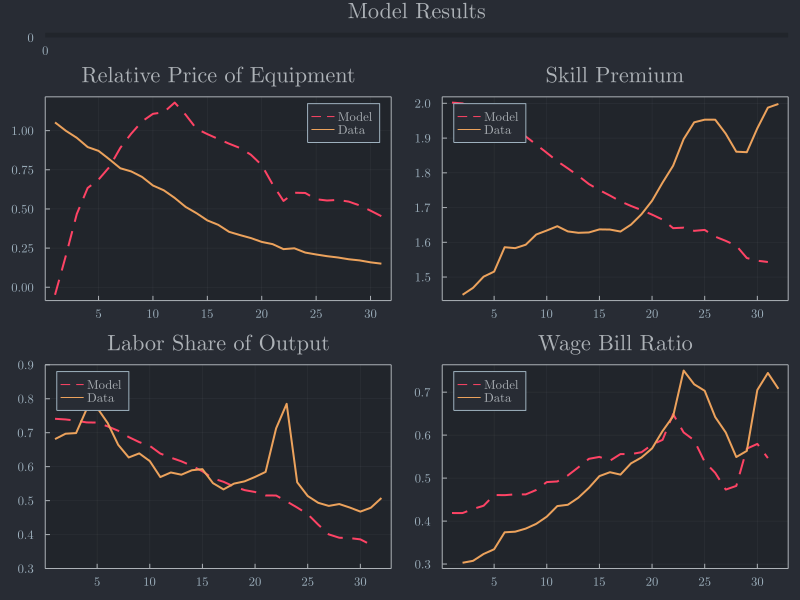 Model Results
0
0
Relative Price of Equipment
Model
Data
1.00
0.75
0.50
0.25
0.00
5 10 15 20 25 30
Skill Premium
Model
Data
2.0
1.9
1.8
1.7
1.6
1.5
5 10 15 20 25 30
Labor Share of Output
Model
Data
0.9
0.8
0.7
0.6
0.5
0.4
0.3
5 10 15 20 25 30
Wage Bill Ratio
Model
Data
0.7
0.6
0.5
0.4
0.3
5 10 15 20 25 30